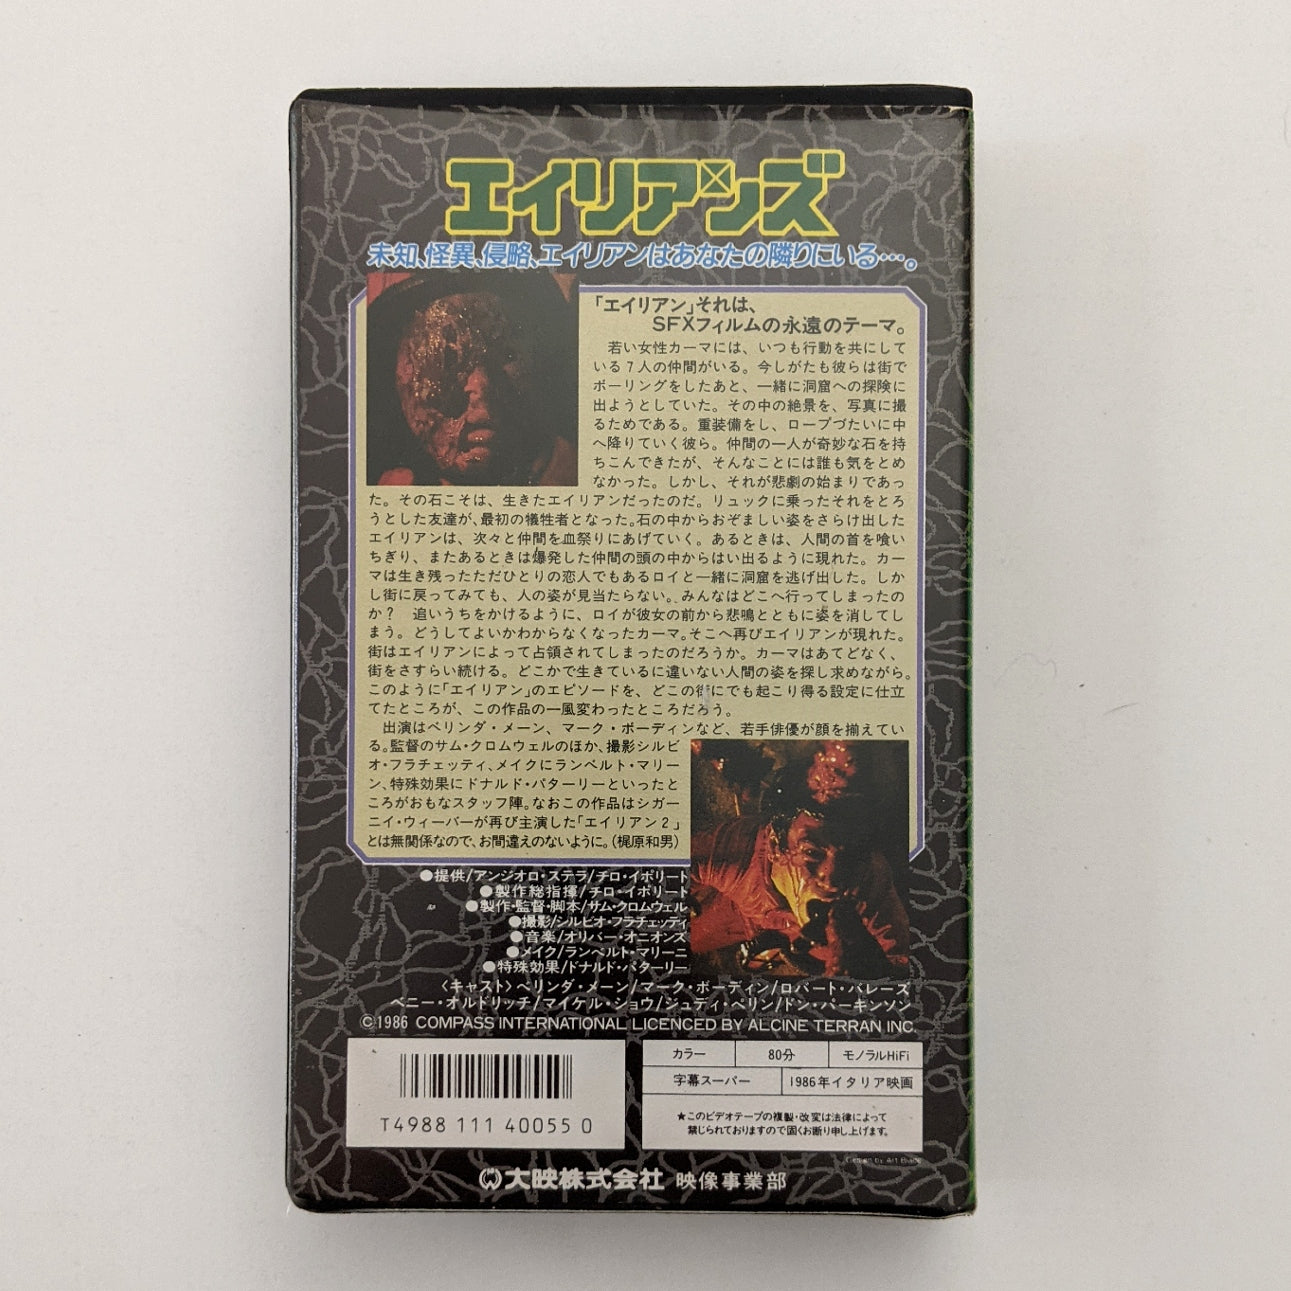 エイリアンズ
未知、怪異、侵略、エイリアンはあなたの隣りにいる…。
「エイリアン」それは、
SFXフィルムの永遠のテーマ。
若い女性カーマには、いつも行動を共にして
いる７人の仲間がいる。今しがたも彼らは街で
ボーリングをしたあと、一緒に洞窟への探険に
出ようとしていた。その中の絶景を、写真に撮
るためである。重装備をし、ロープづたいに中
へ降りていく彼ら。仲間の一人が奇妙な石を持
ちこんできたが、そんなことには誰も気をとめ
なかった。しかし、それが悲劇の始まりであっ
た。その石こそは、生きたエイリアンだったのだ。リュックに乗ったそれをとろ
うとした友達が、最初の犠牲者となった。石の中からおぞましい姿をさらけ出した
エイリアンは、次々と仲間を血祭りにあげていく。あるときは、人間の首を喰い
ちぎり、またあるときは爆発した仲間の頭の中からはい出るように現れた。カー
マは生き残ったただひとりの恋人でもあるロイと一緒に洞窟を逃げ出した。しか
し街に戻ってみても、人の姿が見当たらない。みんなはどこへ行ってしまったの
か？　追いうちをかけるように、ロイが彼女の前から悲鳴とともに姿を消してし
まう。どうしてよいかわからなくなったカーマ。そこへ再びエイリアンが現れた。
街はエイリアンによって占領されてしまったのだろうか。カーマはあてどなく、
街をさすらい続ける。どこかで生きているに違いない人間の姿を探し求めながら。
このように「エイリアン」のエピソードを、どこの街にでも起こり得る設定に仕立
てたところが、この作品の一風変わったところだろう。
出演はベリンダ・メーン、マーク・ボーディンなど、若手俳優が顔を揃えてい
る。監督のサム・クロムウェルのほか、撮影シルビ
オ・フラチェッティ、メイクにランベルト・マリー
ン、特殊効果にドナルド・パターリーといったと
ころがおもなスタッフ陣。なおこの作品はシガー
ニイ・ウィーバーが再び主演した「エイリアン２」
とは無関係なので、お間違えのないように。（梶原和男）
●提供/アンジオロ・ステラ/チロ・イポリート
●製作総指揮/チロ・イポリート
●製作・監督・脚本/サム・クロムウェル
●撮影/シルビオ・フラチェッティ
●音楽/オリバー・オニオンズ
●メイク/ランベルト・マリーニ
●特殊効果/ドナルド・パターリー
〈キャスト〉ベリンダ・メーン/マーク・ボーディン/ロバート・バレーズ
ベニー・オルドリッチ/マイケル・ショウ/ジュディ・ペリン/ドン・パーキンソン
©1986 COMPASS INTERNATIONAL LICENCED BY ALCINE TERRAN INC.
カラー 80分 モノラルHiFi
字幕スーパー 1986年イタリア映画
★このビデオテープの複製・改変は法律によって
禁じられておりますので固くお断り申し上げます。
T4988 111 40055 0
Design by Art
大映株式会社 映像事業部